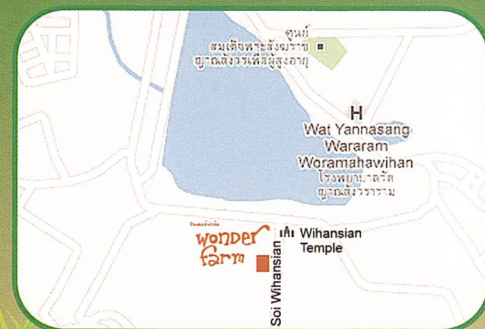 ศูนย์
สมเด็จพระสังฆราช
ญาณสังวรเพื่อผู้สูงอายุ
H
Wat Yannasang
Wararam
Woramahawihan
โรงพยาบาลวัด
ญาณสังวราราม
wonder
farm
Wihansian
Temple
Soi Wihansian